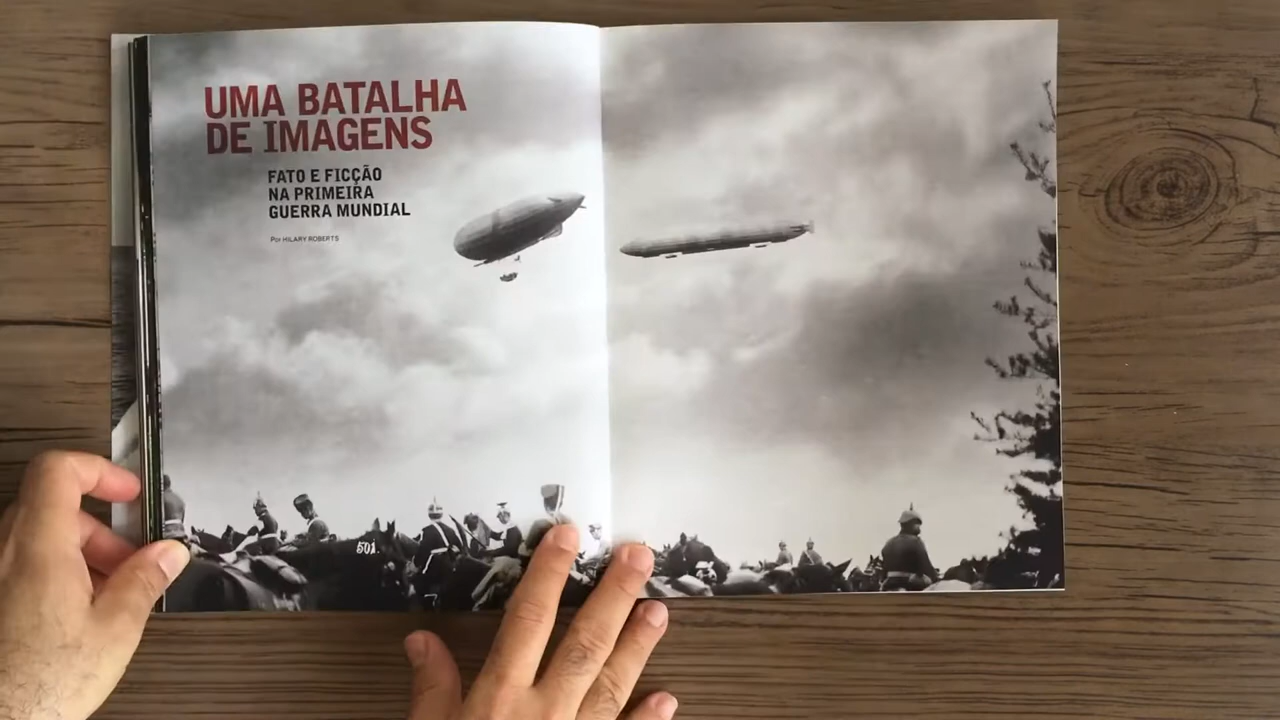 UMA BATALHA
DE IMAGENS
FATO E FICÇÃO
NA PRIMEIRA
GUERRA MUNDIAL
Por HILARY ROBERTS
501.